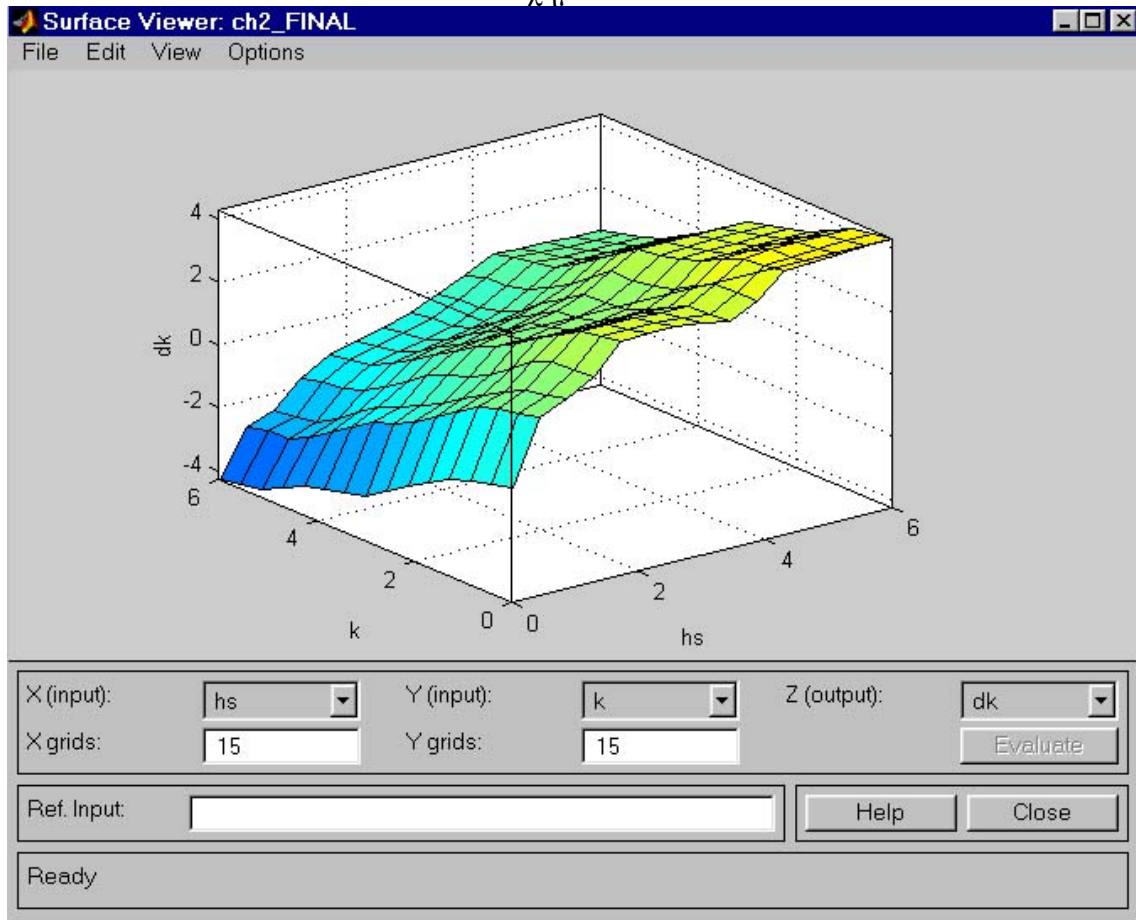 Surface Viewer: ch2_FINAL
File Edit View Options
4
2
0
-2
-4
dk
6
4
2
0
k
0
2
4
6
hs
X (input): hs Y (input): k Z (output): dk
X grids: 15 Y grids: 15 Evaluate
Ref. Input: Help Close
Ready